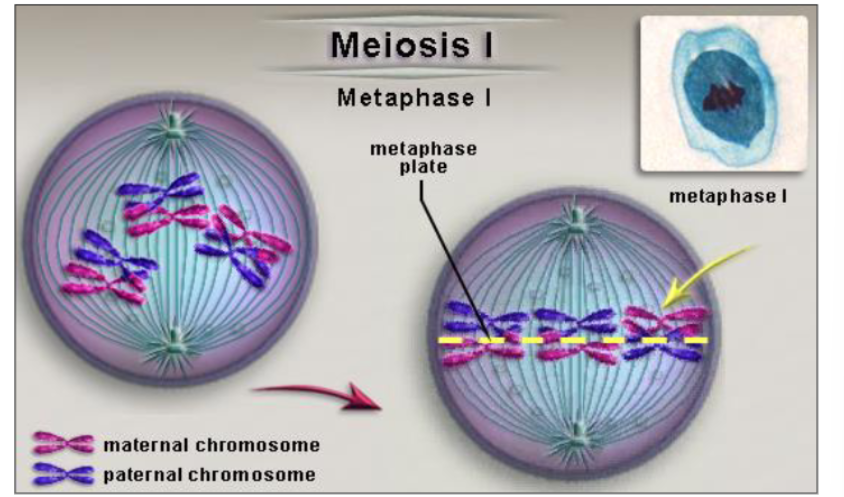 Meiosis I
Metaphase I
metaphase
plate
metaphase I
maternal chromosome
paternal chromosome